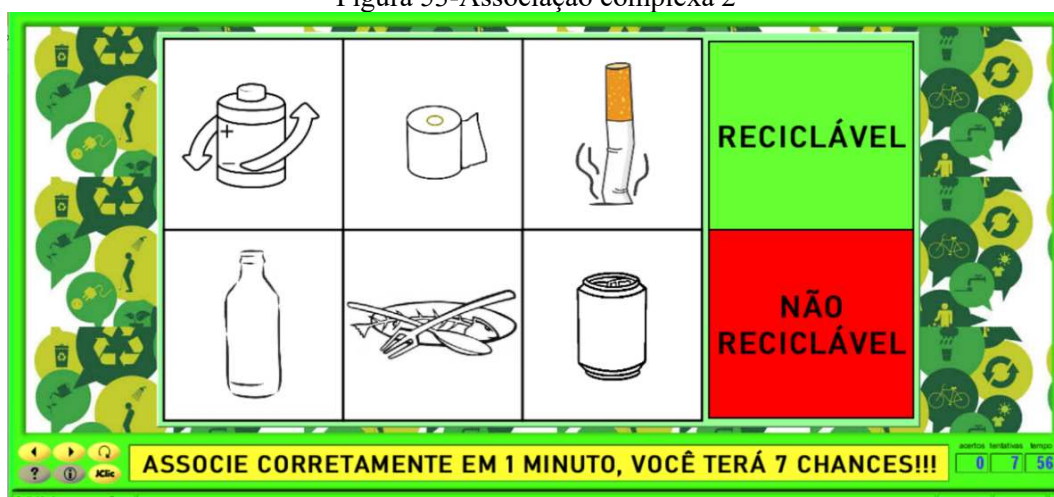 Figura 53-Associação complexa 2
RECICLÁVEL
NÃO
RECICLÁVEL
ASSOCIE CORRETAMENTE EM 1 MINUTO, VOCÊ TERÁ 7 CHANCES!!!
acertos tentativas tempo
0 7 56
? i JClic